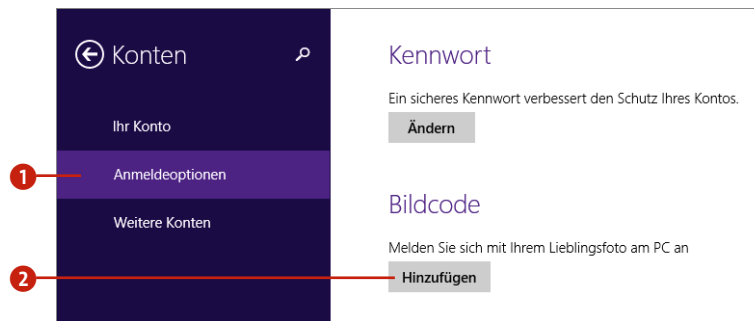 Konten
Ihr Konto
1
Anmeldeoptionen
Weitere Konten
2
Kennwort
Ein sicheres Kennwort verbessert den Schutz Ihres Kontos.
Ändern
Bildcode
Melden Sie sich mit Ihrem Lieblingsfoto am PC an
Hinzufügen